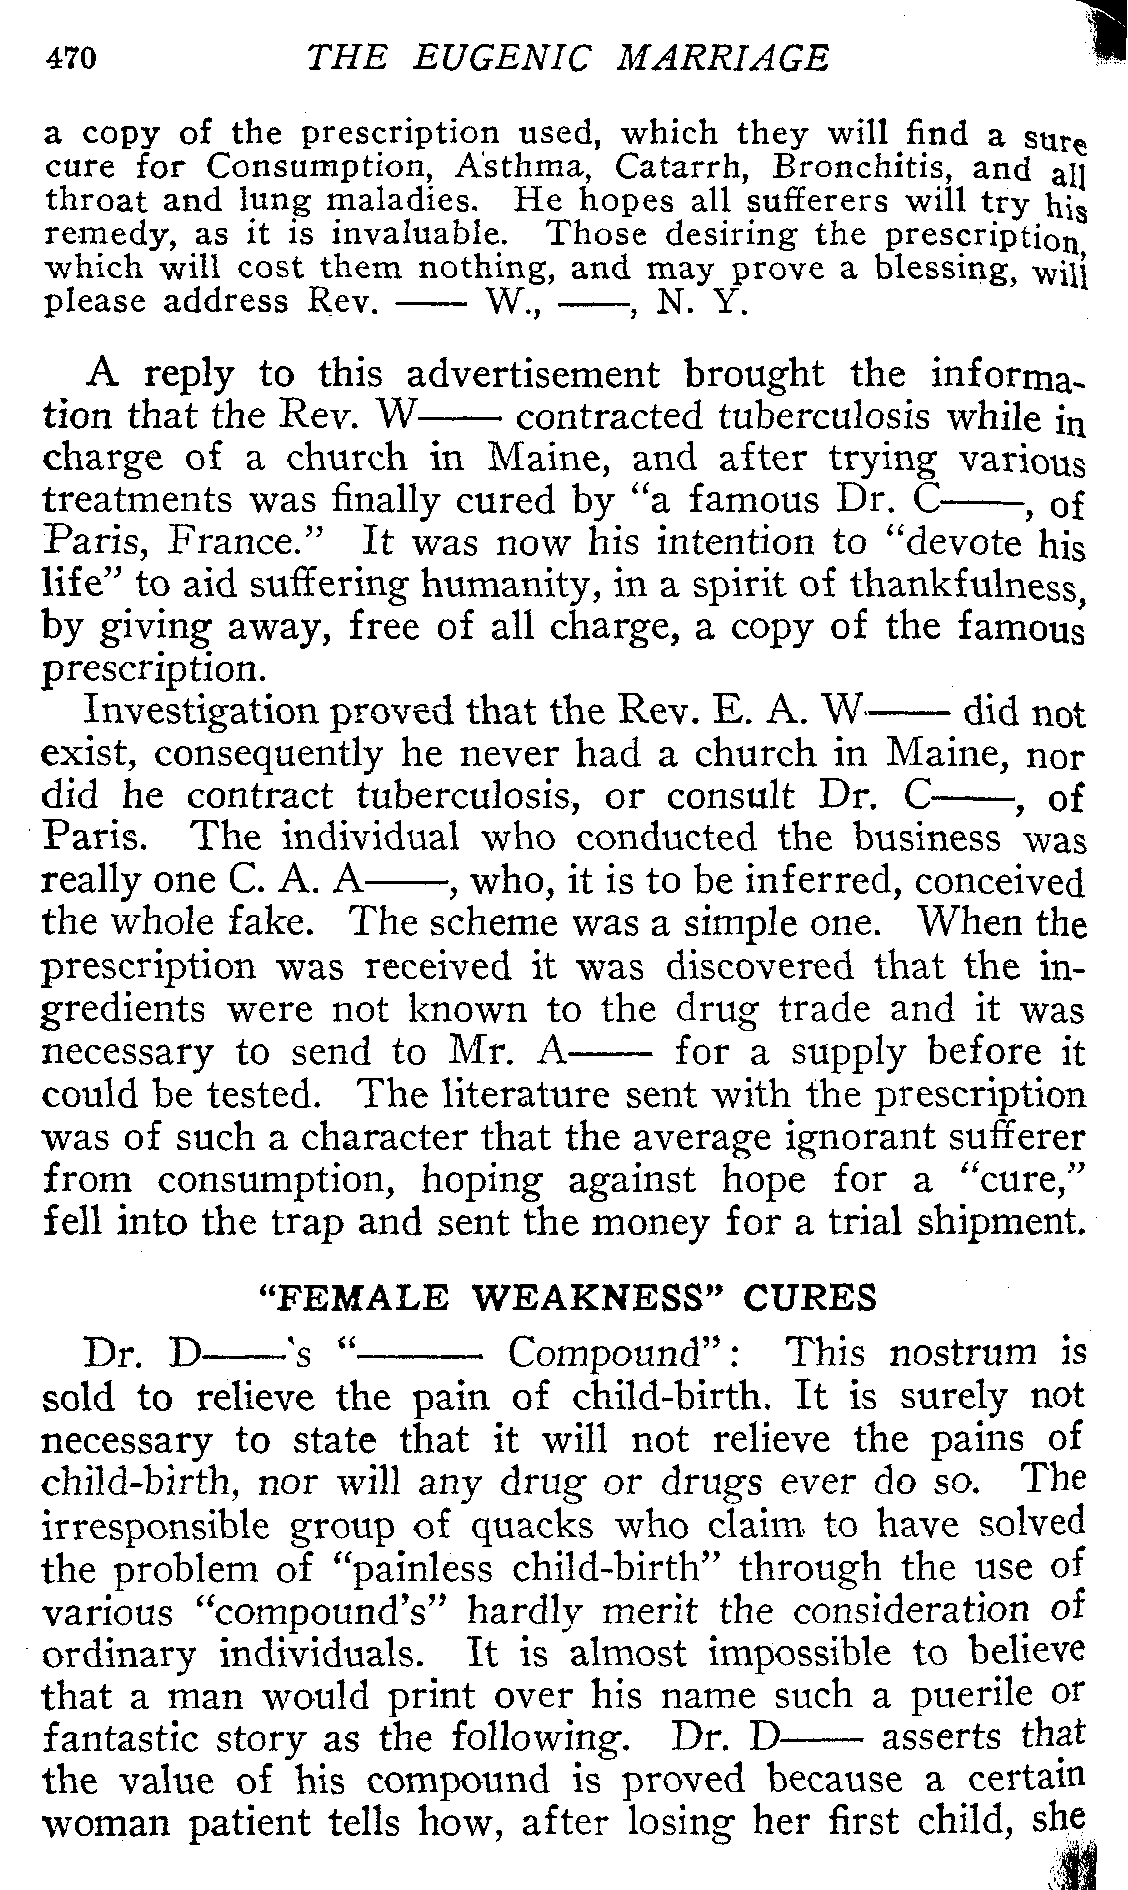 470 THE EUGENIC MARRIAGE
a copy of the prescription used, which they will find a sure
cure for Consumption, Asthma, Catarrh, Bronchitis, and all
throat and lung maladies. He hopes all sufferers will try his
remedy, as it is invaluable. Those desiring the prescription,
which will cost them nothing, and may prove a blessing, will
please address Rev. —— W., ——, N. Y.
A reply to this advertisement brought the informa-
tion that the Rev. W—— contracted tuberculosis while in
charge of a church in Maine, and after trying various
treatments was finally cured by “a famous Dr. C——, of
Paris, France.” It was now his intention to “devote his
life” to aid suffering humanity, in a spirit of thankfulness,
by giving away, free of all charge, a copy of the famous
prescription.
Investigation proved that the Rev. E. A. W—— did not
exist, consequently he never had a church in Maine, nor
did he contract tuberculosis, or consult Dr. C——, of
Paris. The individual who conducted the business was
really one C. A. A——, who, it is to be inferred, conceived
the whole fake. The scheme was a simple one. When the
prescription was received it was discovered that the in-
gredients were not known to the drug trade and it was
necessary to send to Mr. A—— for a supply before it
could be tested. The literature sent with the prescription
was of such a character that the average ignorant sufferer
from consumption, hoping against hope for a “cure,”
fell into the trap and sent the money for a trial shipment.
“FEMALE WEAKNESS” CURES
Dr. D——'s “——— Compound”: This nostrum is
sold to relieve the pain of child-birth. It is surely not
necessary to state that it will not relieve the pains of
child-birth, nor will any drug or drugs ever do so. The
irresponsible group of quacks who claim to have solved
the problem of “painless child-birth” through the use of
various “compound's” hardly merit the consideration of
ordinary individuals. It is almost impossible to believe
that a man would print over his name such a puerile or
fantastic story as the following. Dr. D—— asserts that
the value of his compound is proved because a certain
woman patient tells how, after losing her first child, she